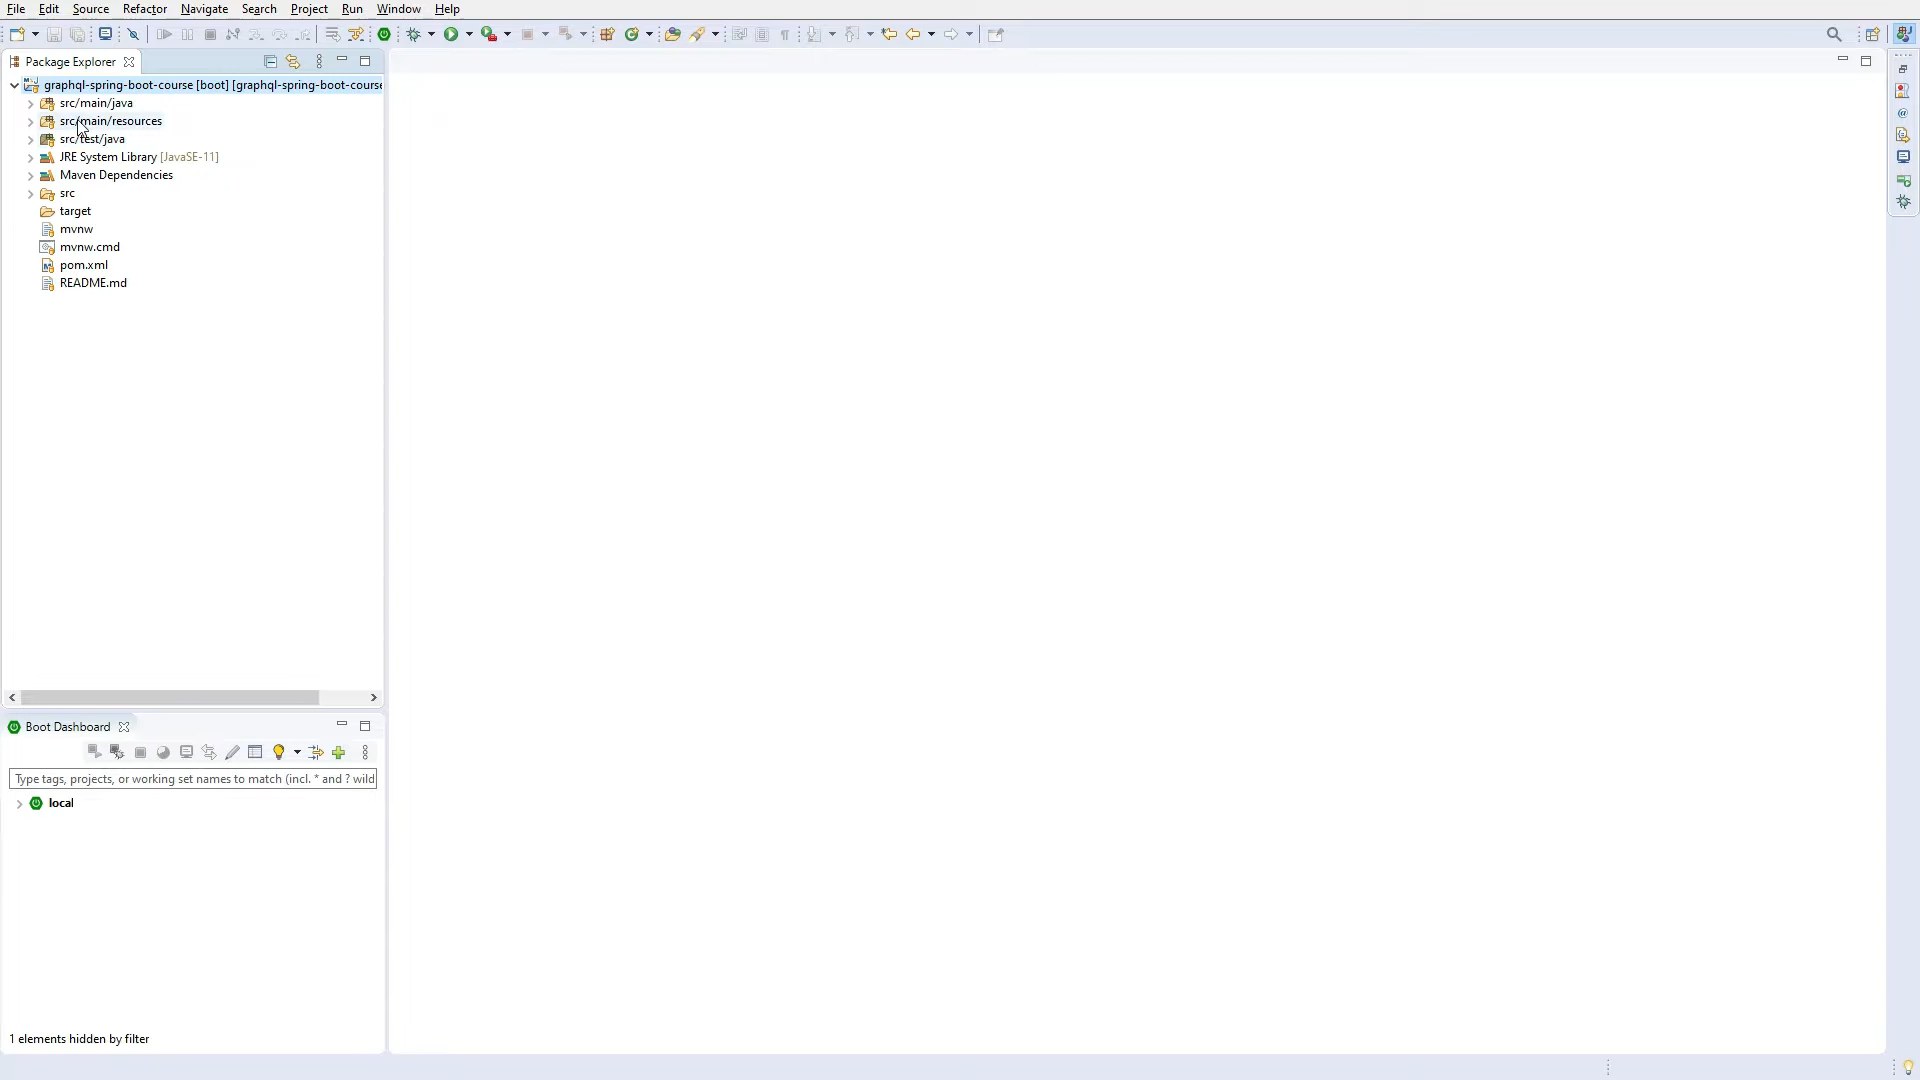 File Edit Source Refactor Navigate Search Project Run Window Help
Package Explorer
graphql-spring-boot-course [boot] [graphql-spring-boot-course
src/main/java
src/main/resources
src/test/java
JRE System Library [JavaSE-11]
Maven Dependencies
src
target
mvnw
mvnw.cmd
pom.xml
README.md
Boot Dashboard
Type tags, projects, or working set names to match (incl. * and ? wild
local
1 elements hidden by filter